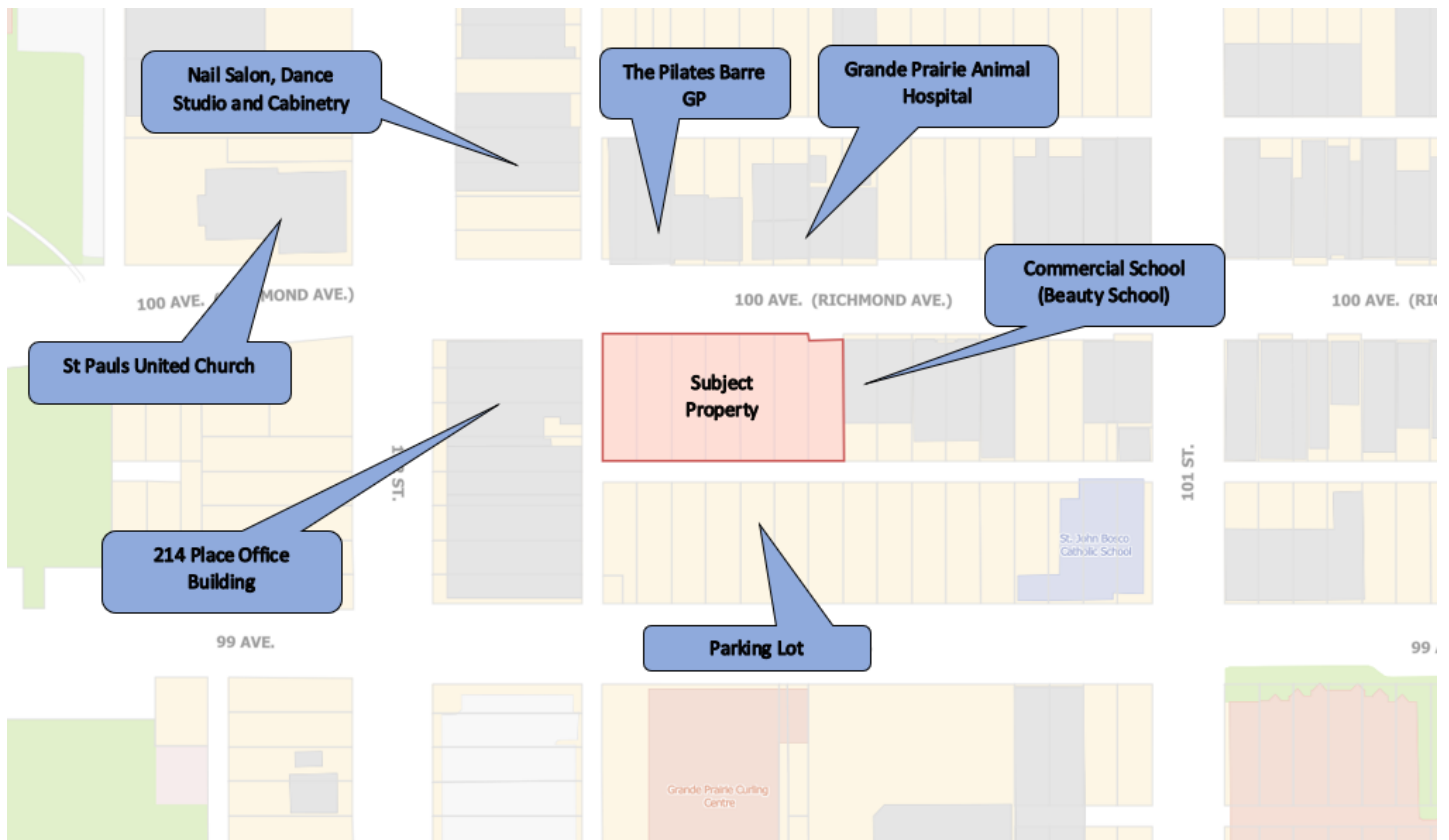 Nail Salon, Dance
Studio and Cabinetry
The Pilates Barre
GP
Grande Prairie Animal
Hospital
Commercial School
(Beauty School)
100 AVE. MOND AVE.)
100 AVE. (RICHMOND AVE.)
100 AVE. (RIC
St Pauls United Church
Subject
Property
ST.
101 ST.
214 Place Office
Building
St. John Bosco
Catholic School
99 AVE.
Parking Lot
99
Grande Prairie Curling
Centre